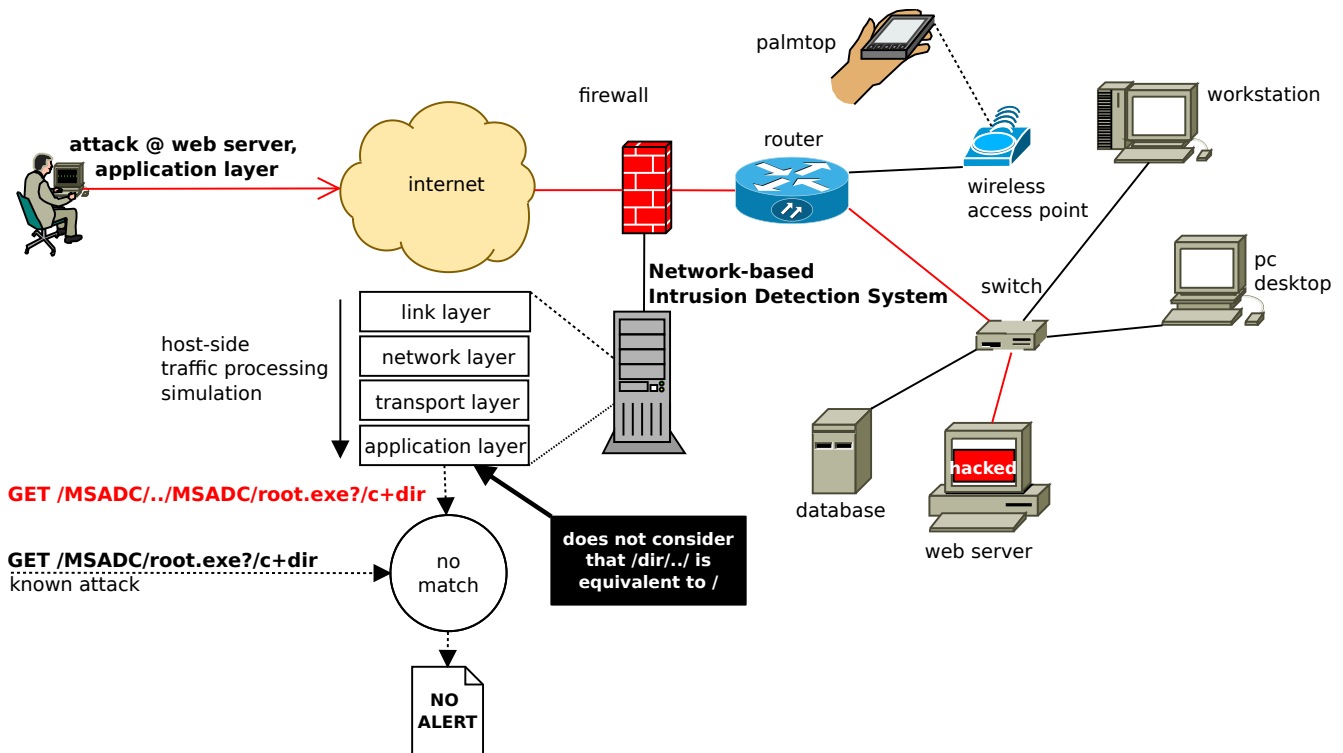 palmtop
firewall
workstation
attack @ web server,
application layer
router
internet
wireless
access point
Network-based
Intrusion Detection System
switch
pc
desktop
link layer
host-side
traffic processing
simulation
network layer
transport layer
application layer
hacked
GET /MSADC/../MSADC/root.exe?/c+dir
database
web server
does not consider
that /dir/../ is
equivalent to /
GET /MSADC/root.exe?/c+dir
known attack
no
match
NO
ALERT